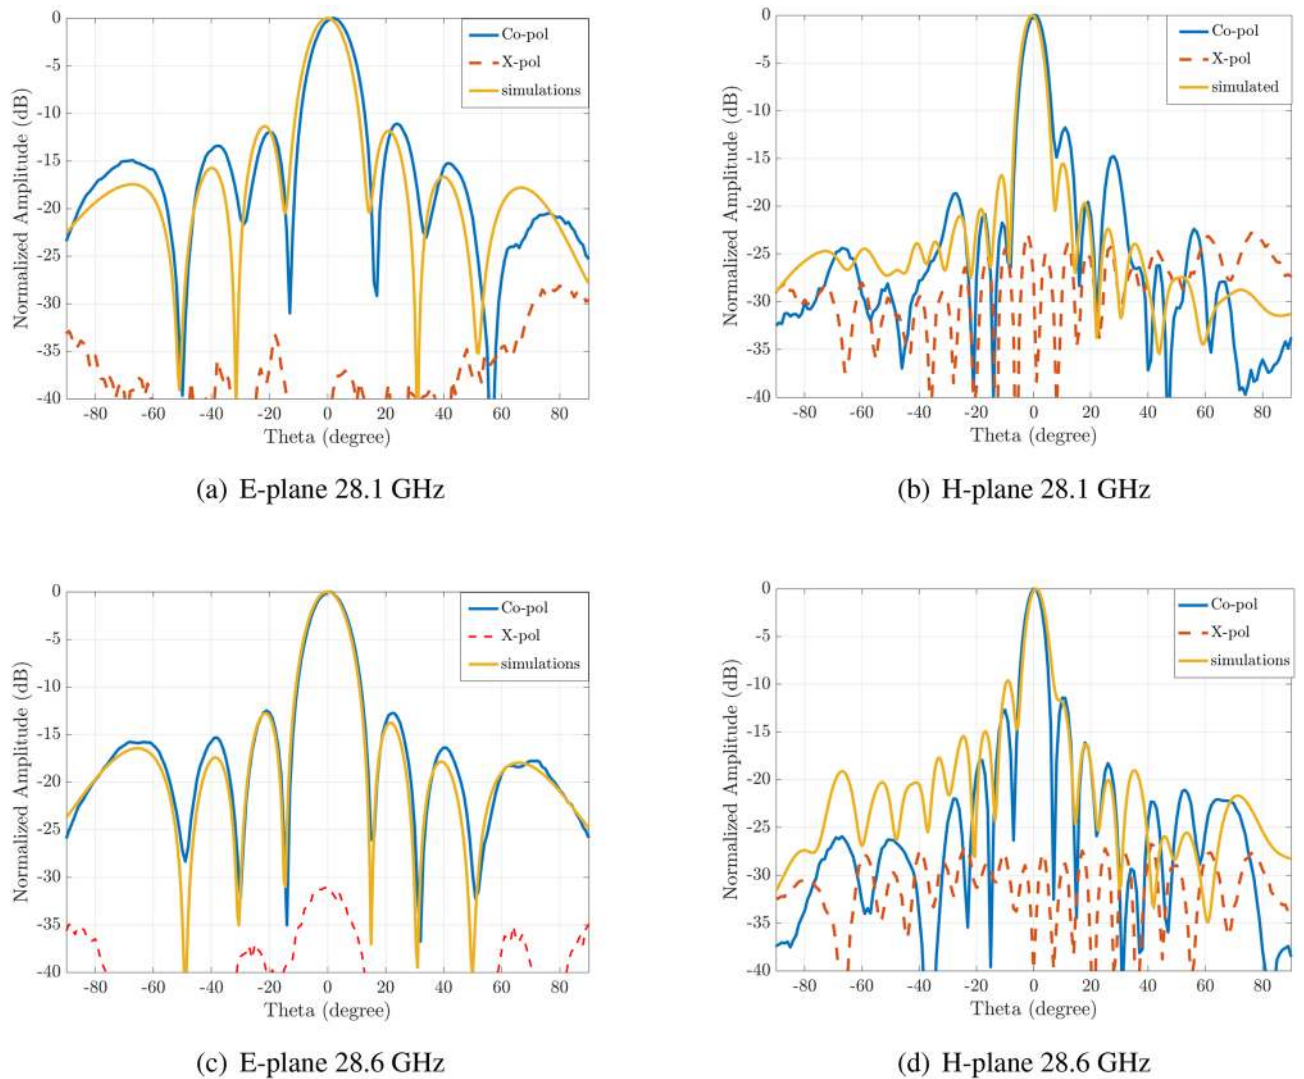 0
-5
-10
-15
-20
-25
-30
-35
-40
Normalized Amplitude (dB)
Co-pol
X-pol
simulations
-80 -60 -40 -20 0 20 40 60 80
Theta (degree)
(a) E-plane 28.1 GHz
0
-5
-10
-15
-20
-25
-30
-35
-40
Normalized Amplitude (dB)
Co-pol
X-pol
simulated
-80 -60 -40 -20 0 20 40 60 80
Theta (degree)
(b) H-plane 28.1 GHz
0
-5
-10
-15
-20
-25
-30
-35
-40
Normalized Amplitude (dB)
Co-pol
X-pol
simulations
-80 -60 -40 -20 0 20 40 60 80
Theta (degree)
(c) E-plane 28.6 GHz
0
-5
-10
-15
-20
-25
-30
-35
-40
Normalized Amplitude (dB)
Co-pol
X-pol
simulations
-80 -60 -40 -20 0 20 40 60 80
Theta (degree)
(d) H-plane 28.6 GHz